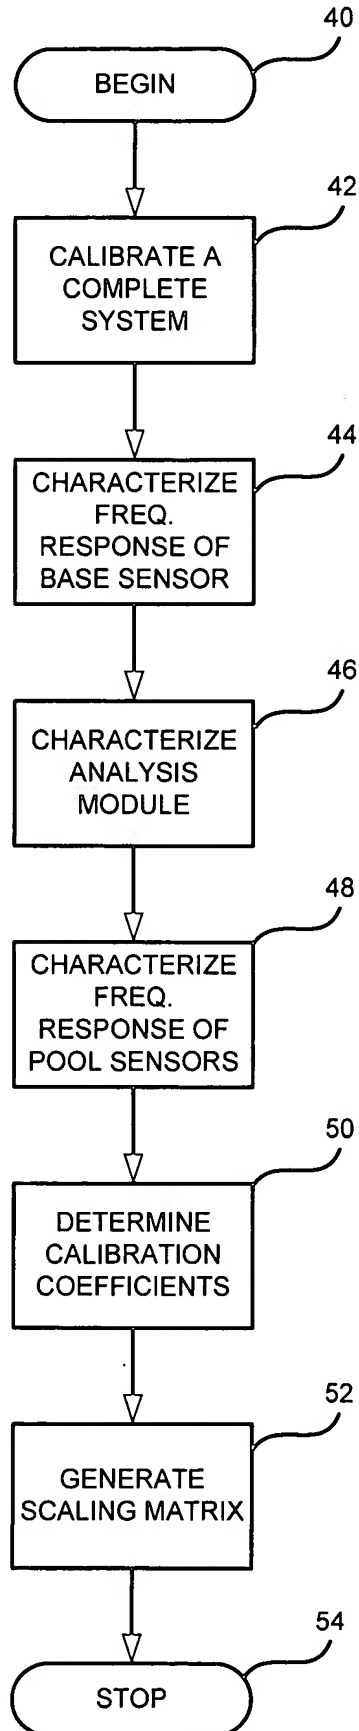 40
BEGIN
42
CALIBRATE A
COMPLETE
SYSTEM
44
CHARACTERIZE
FREQ.
RESPONSE OF
BASE SENSOR
46
CHARACTERIZE
ANALYSIS
MODULE
48
CHARACTERIZE
FREQ.
RESPONSE OF
POOL SENSORS
50
DETERMINE
CALIBRATION
COEFFICIENTS
52
GENERATE
SCALING MATRIX
54
STOP